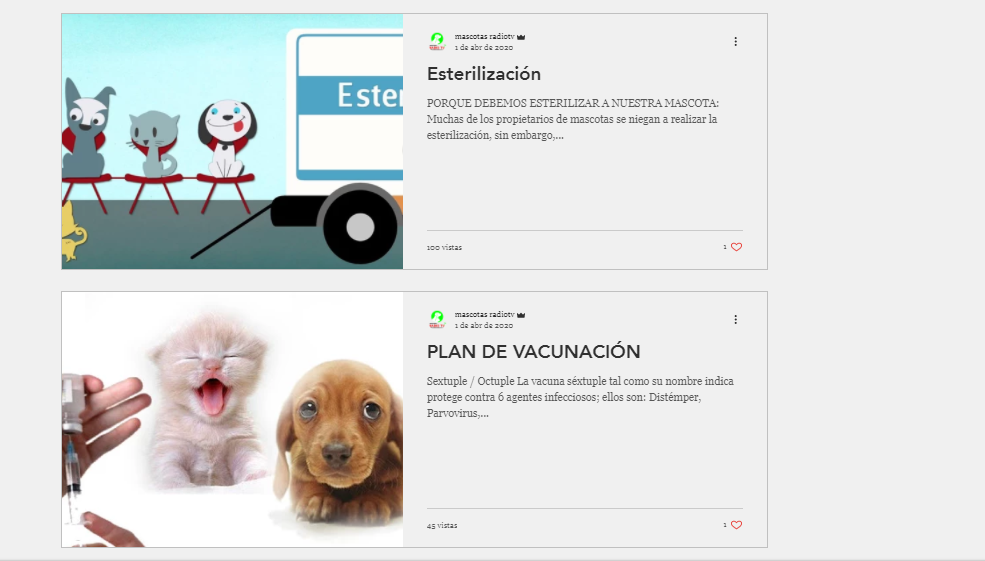 Ester
mascotas radiotv
1 de abr de 2020
Esterilización
PORQUE DEBEMOS ESTERILIZAR A NUESTRA MASCOTA:
Muchas de los propietarios de mascotas se niegan a realizar la
esterilización, sin embargo,...
100 vistas
1
mascotas radiotv
1 de abr de 2020
PLAN DE VACUNACIÓN
Sextuple / Octuple La vacuna séxtuple tal como su nombre indica
protege contra 6 agentes infecciosos; ellos son: Distémper,
Parvovirus,...
45 vistas
1